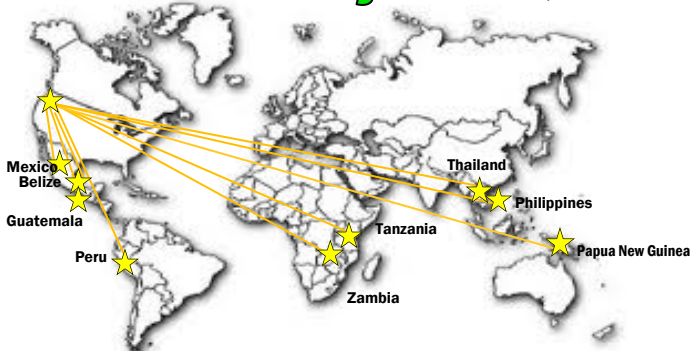 Thailand
Mexico
Belize
Philippines
Guatemala
Tanzania
Papua New Guinea
Peru
Zambia